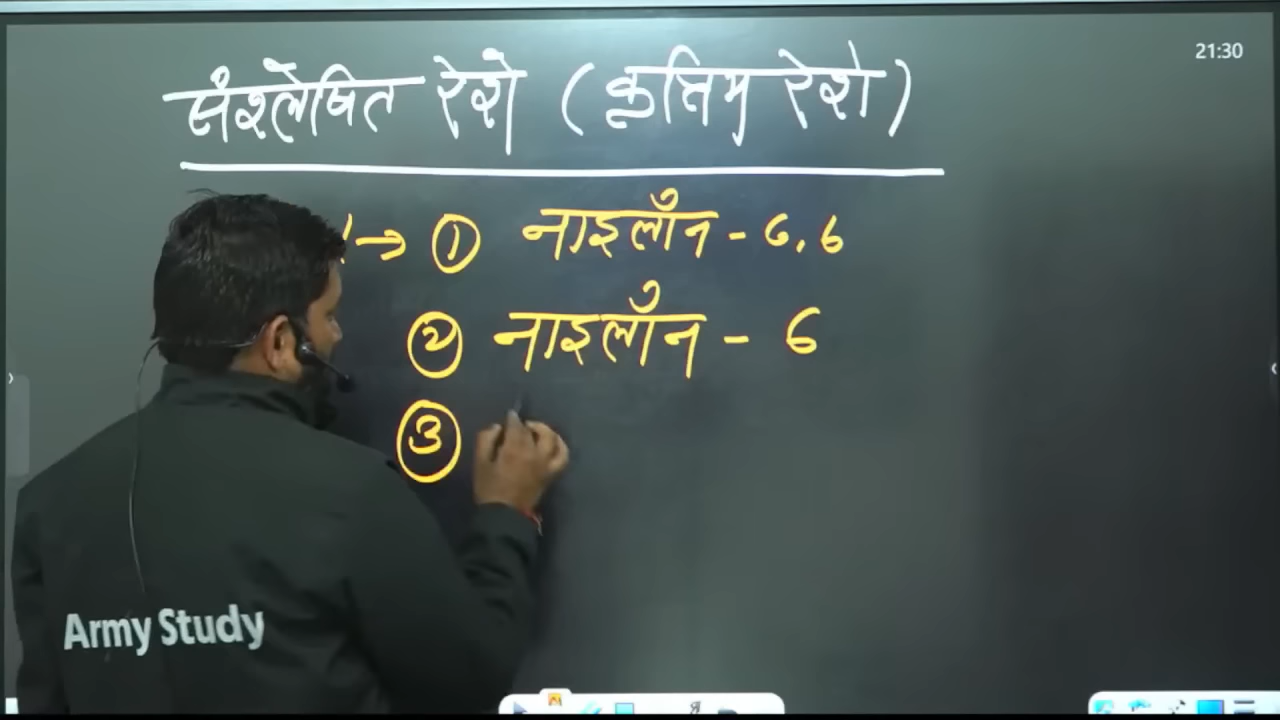 21:30
संश्लेषित रेशे (कृत्रिम रेशे)
→ ① नाइलॉन - 6,6
② नाइलॉन - 6
③
Army Study